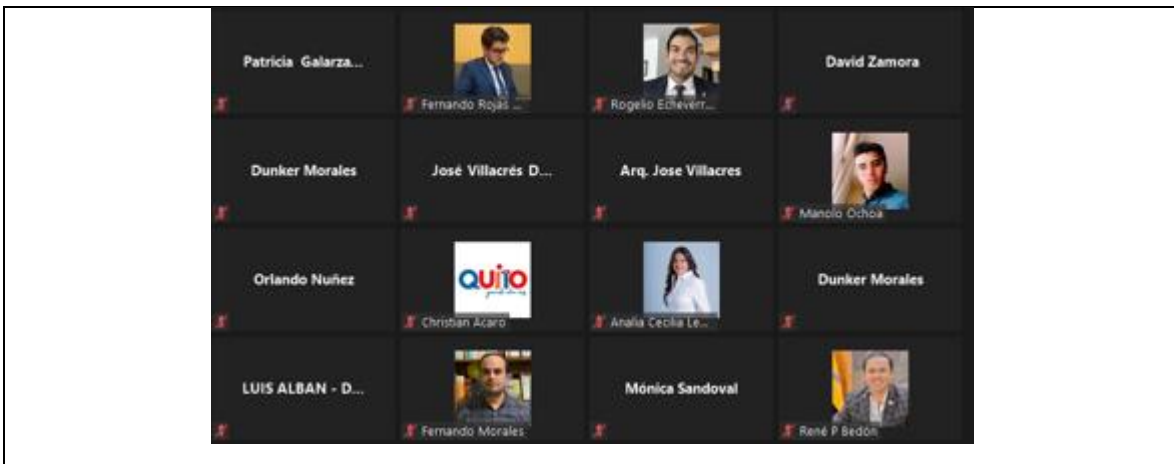 Patricia Galarza...
Fernando Rojas ...
Rogelio Echeverr...
David Zamora
Dunker Morales
José Villacrés D...
Arq. Jose Villacres
Manolo Ochoa
Orlando Nuñez
QUITO
Christian Acaro
Analia Cecilia Le...
Dunker Morales
LUIS ALBAN - D...
Fernando Morales
Mónica Sandoval
René P Bedón